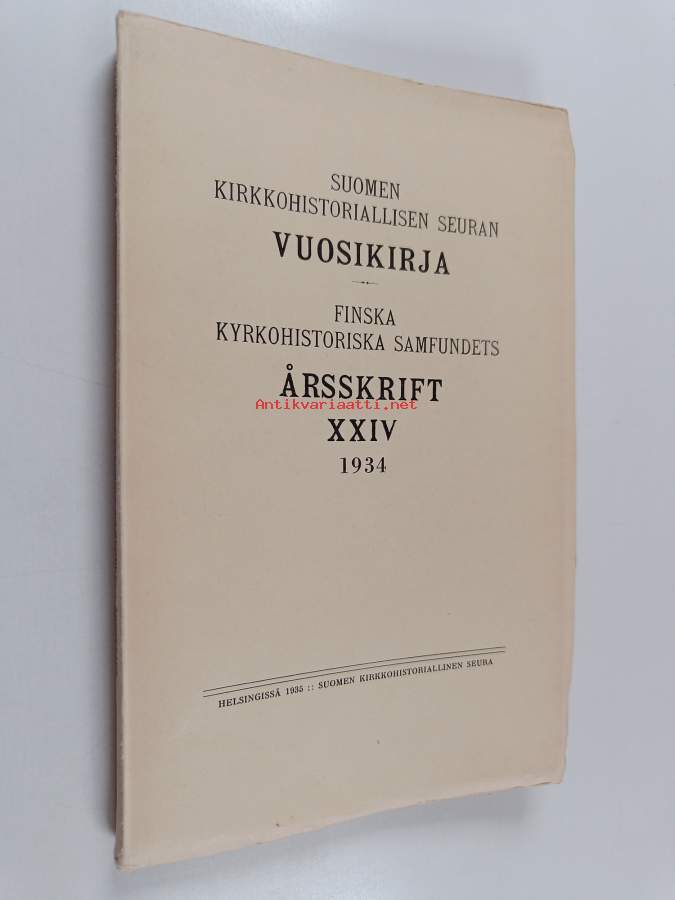 SUOMEN
KIRKKOHISTORIALLISEN SEURAN
VUOSIKIRJA
FINSKA
KYRKOHISTORISKA SAMFUNDETS
ÅRSSKRIFT
Antikvariaatti.net
XXIV
1934
HELSINGISSÄ 1935 :: SUOMEN KIRKKOHISTORIALLINEN SEURA